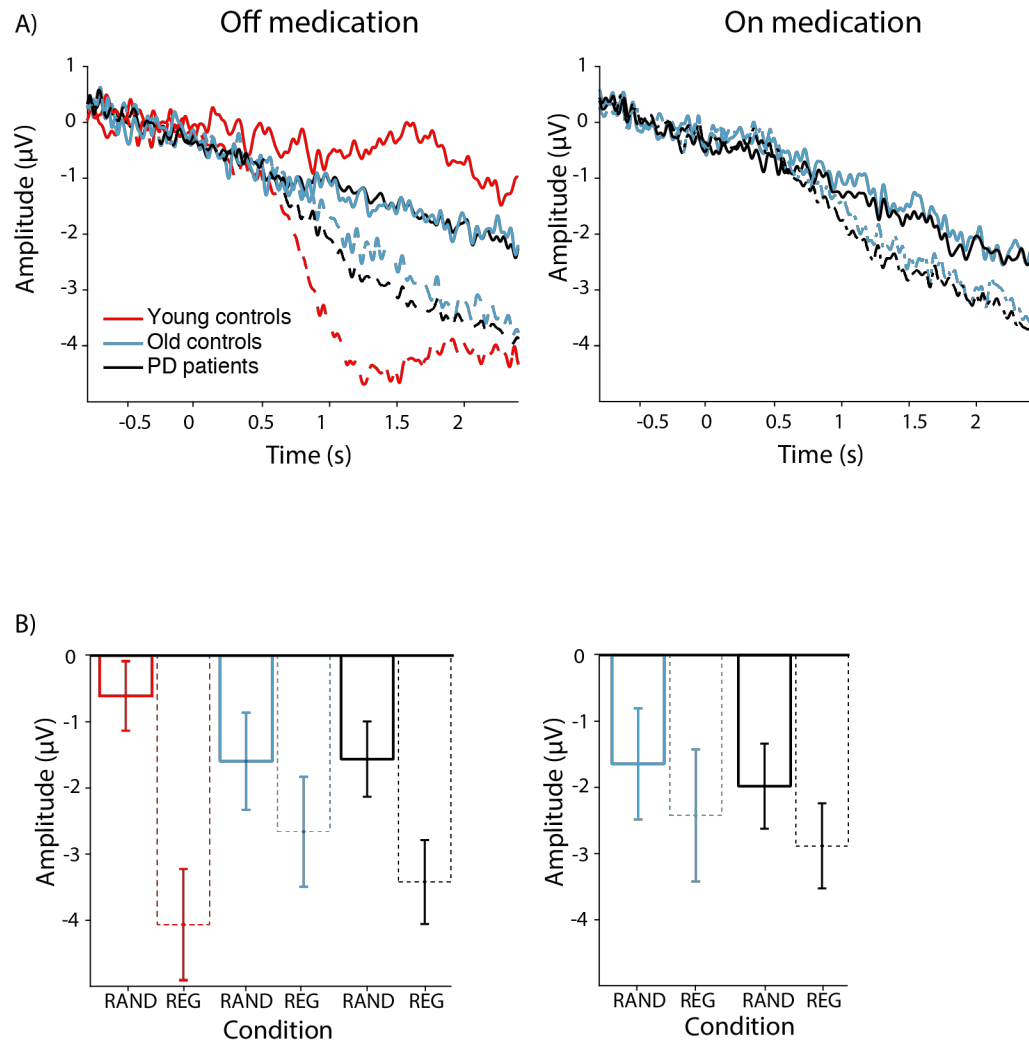 A)
Off medication
On medication
1
0
-1
-2
-3
-4
Amplitude (µV)
Young controls
Old controls
PD patients
-0.5
0
0.5
1
1.5
2
Time (s)
1
0
-1
-2
-3
-4
Amplitude (µV)
-0.5
0
0.5
1
1.5
2
Time (s)
B)
0
-1
-2
-3
-4
Amplitude (µV)
RAND REG RAND REG RAND REG
Condition
0
-1
-2
-3
-4
Amplitude (µV)
RAND REG RAND REG
Condition